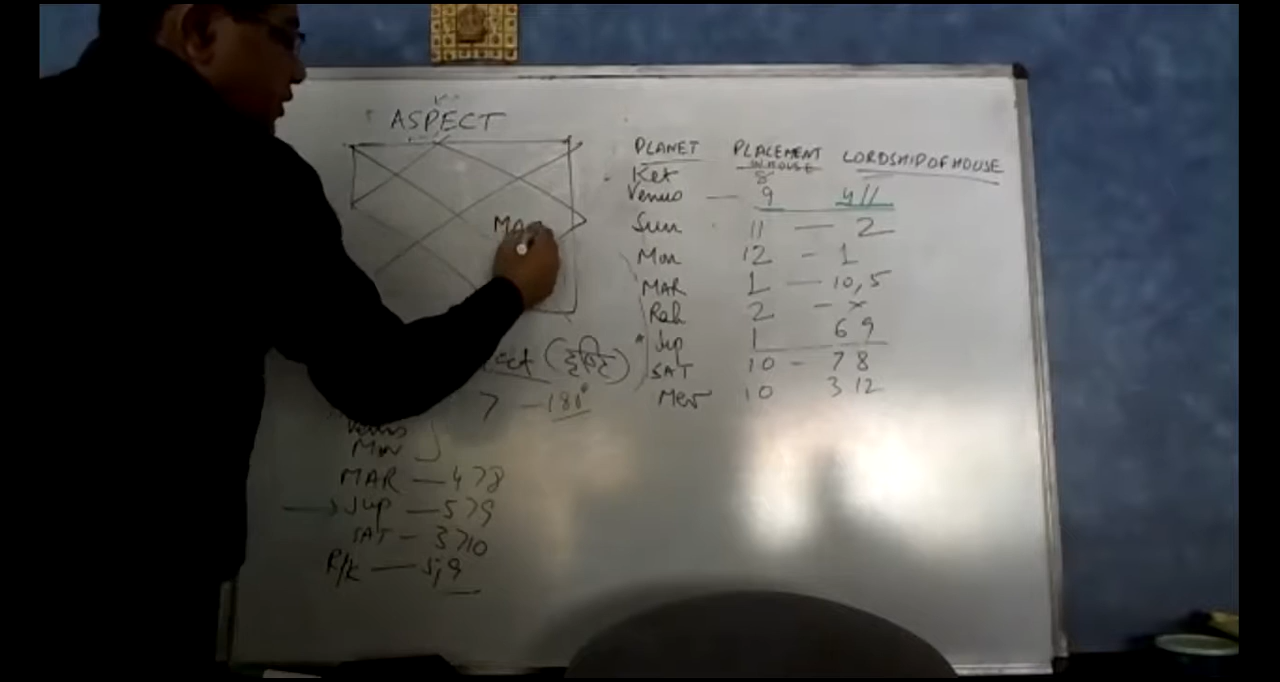 ASPECT
PLANET PLACEMENT IN HOUSE LORDSHIP OF HOUSE
Ket 8
Venus — 9 4 11
Sun 11 — 2
Mon 12 - 1
MAR 1 — 10, 5
Rah 2 - x
Jup 1 6 9
SAT 10 - 7 8
Mer 10 3 12
(दृष्टि)
7 — 180°
Venus
MAR — 4 7 8
→ Jup — 5 7 9
SAT — 3 7 10
R/K — 5, 9